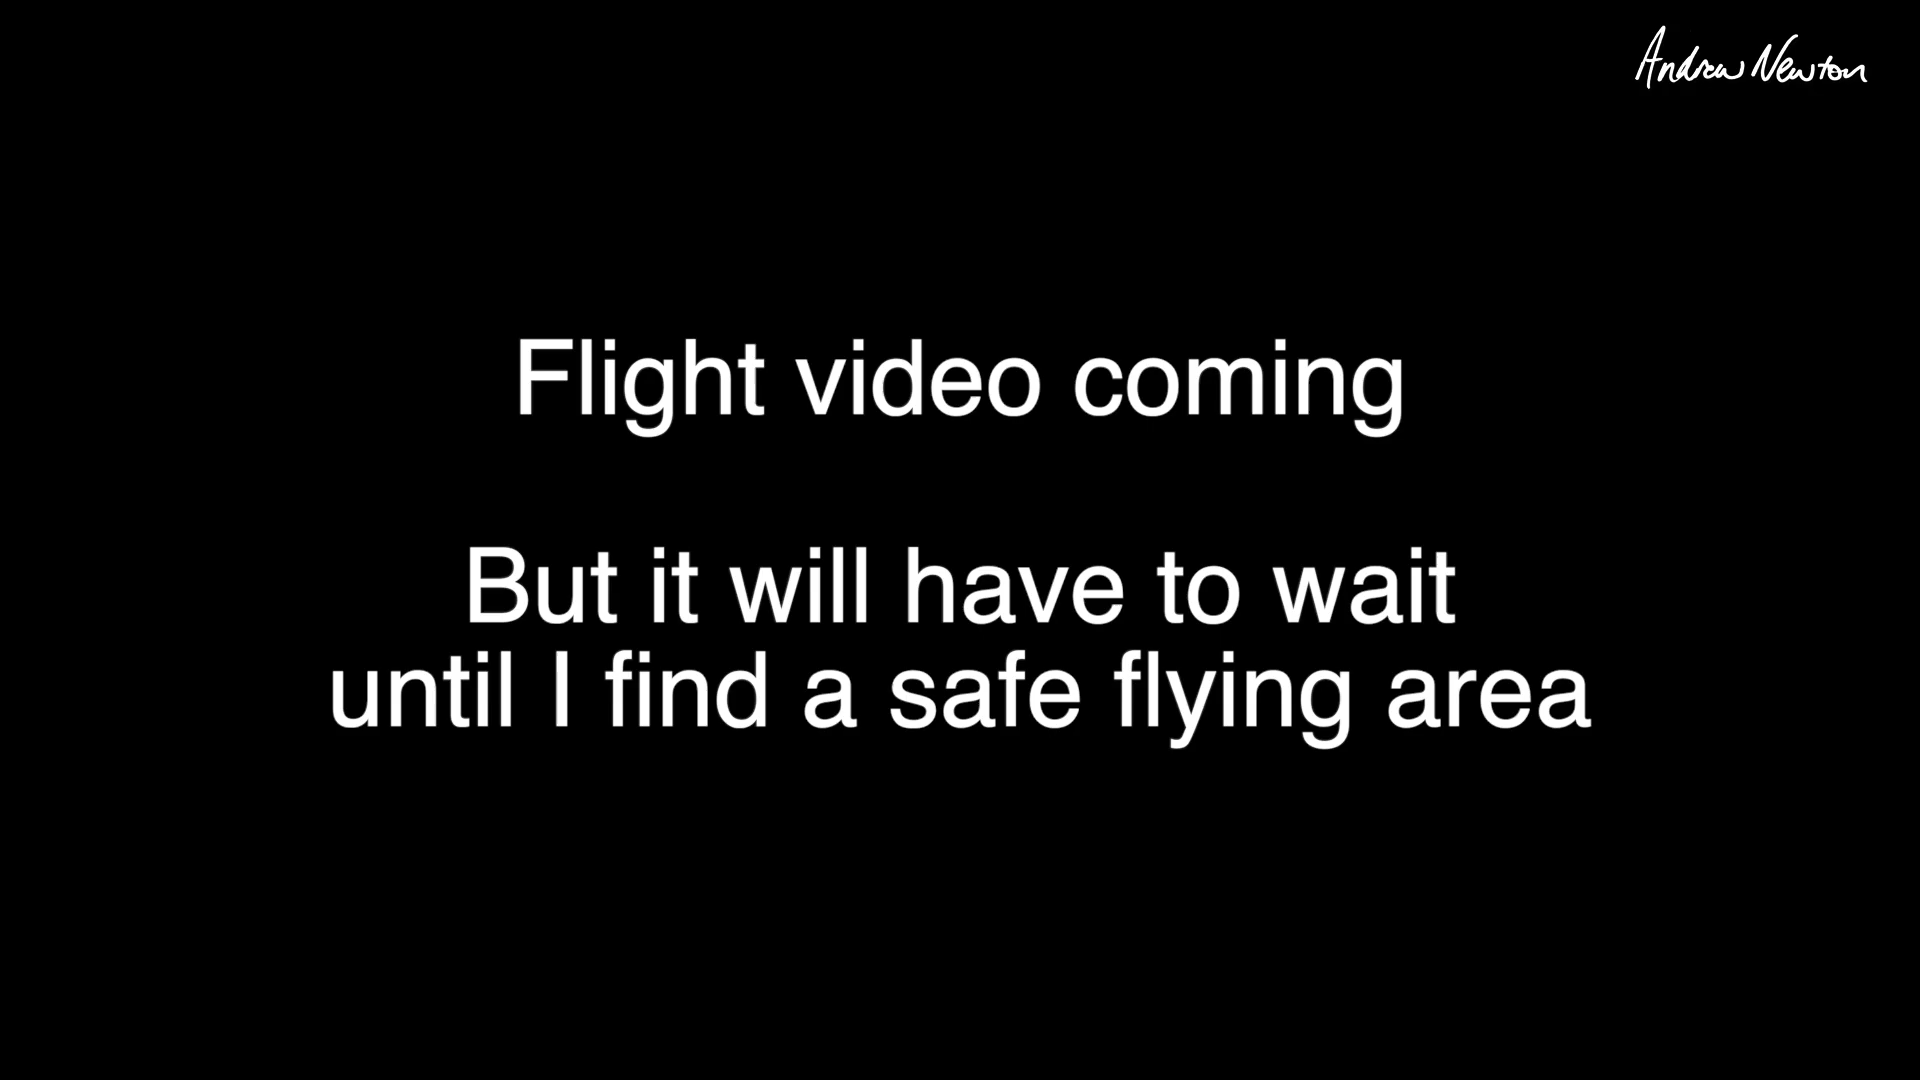 Andrew Newton
Flight video coming
But it will have to wait
until I find a safe flying area